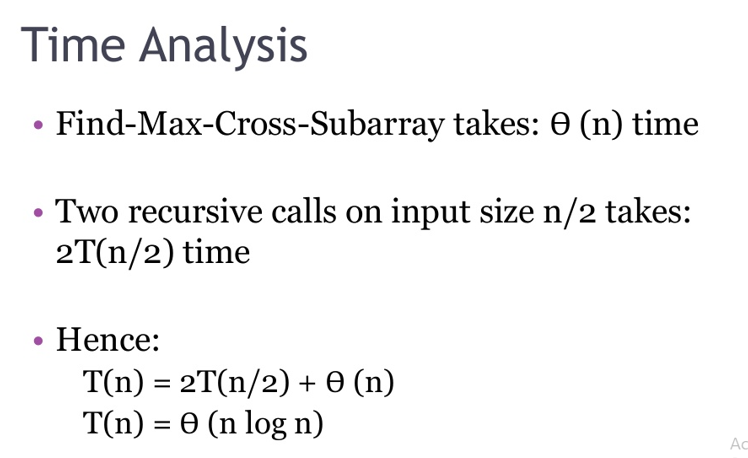 Time Analysis
• Find-Max-Cross-Subarray takes: ϴ (n) time
• Two recursive calls on input size n/2 takes:
2T(n/2) time
• Hence:
T(n) = 2T(n/2) + ϴ (n)
T(n) = ϴ (n log n)
Ac